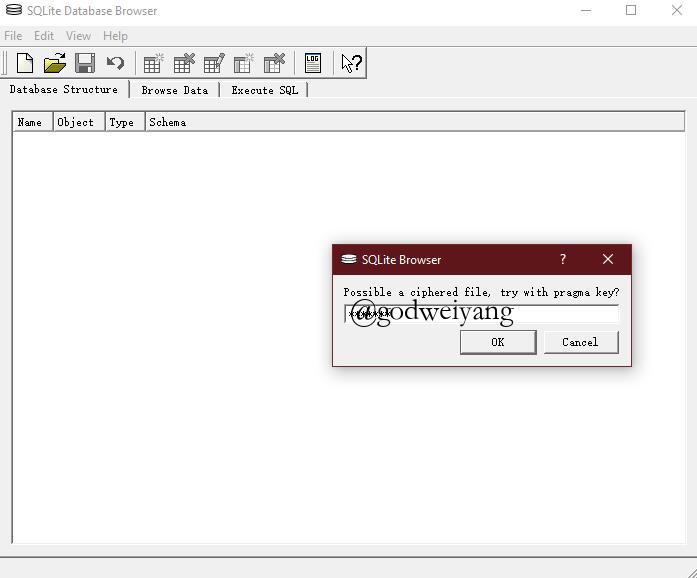 SQLite Database Browser
File Edit View Help
LOG
Database Structure Browse Data Execute SQL
Name Object Type Schema
SQLite Browser
Possible a ciphered file, try with pragma key?
*******
@godweiyang
OK Cancel